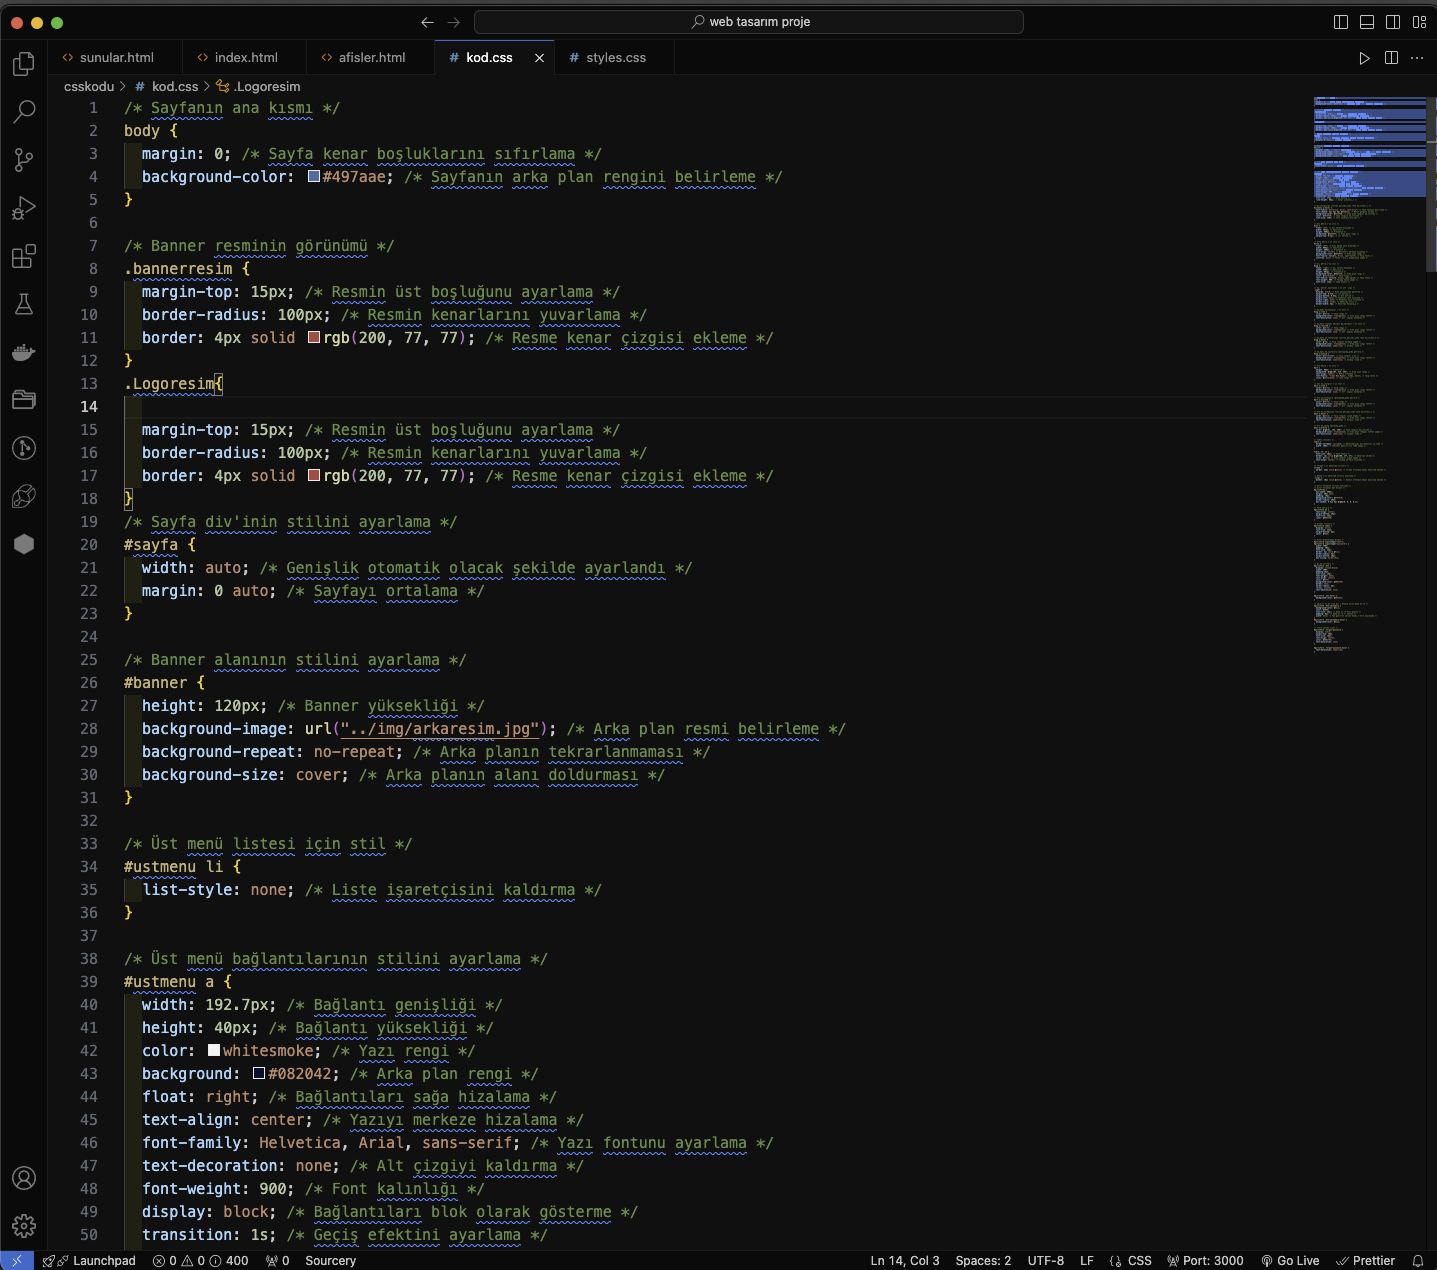 web tasarım proje
sunular.html
index.html
afisler.html
kod.css
styles.css
csskodu > # kod.css > .Logoresim
1 /* Sayfanın ana kısmı */
2 body {
3 margin: 0; /* Sayfa kenar boşluklarını sıfırlama */
4 background-color: #497aae; /* Sayfanın arka plan rengini belirleme */
5 }
6
7 /* Banner resminin görünümü */
8 .bannerresim {
9 margin-top: 15px; /* Resmin üst boşluğunu ayarlama */
10 border-radius: 100px; /* Resmin kenarlarını yuvarlama */
11 border: 4px solid rgb(200, 77, 77); /* Resme kenar çizgisi ekleme */
12 }
13 .Logoresim{
14
15 margin-top: 15px; /* Resmin üst boşluğunu ayarlama */
16 border-radius: 100px; /* Resmin kenarlarını yuvarlama */
17 border: 4px solid rgb(200, 77, 77); /* Resme kenar çizgisi ekleme */
18 }
19 /* Sayfa div'inin stilini ayarlama */
20 #sayfa {
21 width: auto; /* Genişlik otomatik olacak şekilde ayarlandı */
22 margin: 0 auto; /* Sayfayı ortalama */
23 }
24
25 /* Banner alanının stilini ayarlama */
26 #banner {
27 height: 120px; /* Banner yüksekliği */
28 background-image: url("../img/arkaresim.jpg"); /* Arka plan resmi belirleme */
29 background-repeat: no-repeat; /* Arka planın tekrarlanmaması */
30 background-size: cover; /* Arka planın alanı doldurması */
31 }
32
33 /* Üst menü listesi için stil */
34 #ustmenu li {
35 list-style: none; /* Liste işaretçisini kaldırma */
36 }
37
38 /* Üst menü bağlantılarının stilini ayarlama */
39 #ustmenu a {
40 width: 192.7px; /* Bağlantı genişliği */
41 height: 40px; /* Bağlantı yüksekliği */
42 color: whitesmoke; /* Yazı rengi */
43 background: #082042; /* Arka plan rengi */
44 float: right; /* Bağlantıları sağa hizalama */
45 text-align: center; /* Yazıyı merkeze hizalama */
46 font-family: Helvetica, Arial, sans-serif; /* Yazı fontunu ayarlama */
47 text-decoration: none; /* Alt çizgiyi kaldırma */
48 font-weight: 900; /* Font kalınlığı */
49 display: block; /* Bağlantıları blok olarak gösterme */
50 transition: 1s; /* Geçiş efektini ayarlama */
Launchpad 0 0 400 0 Sourcery Ln 14, Col 3 Spaces: 2 UTF-8 LF {} CSS Port: 3000 Go Live Prettier